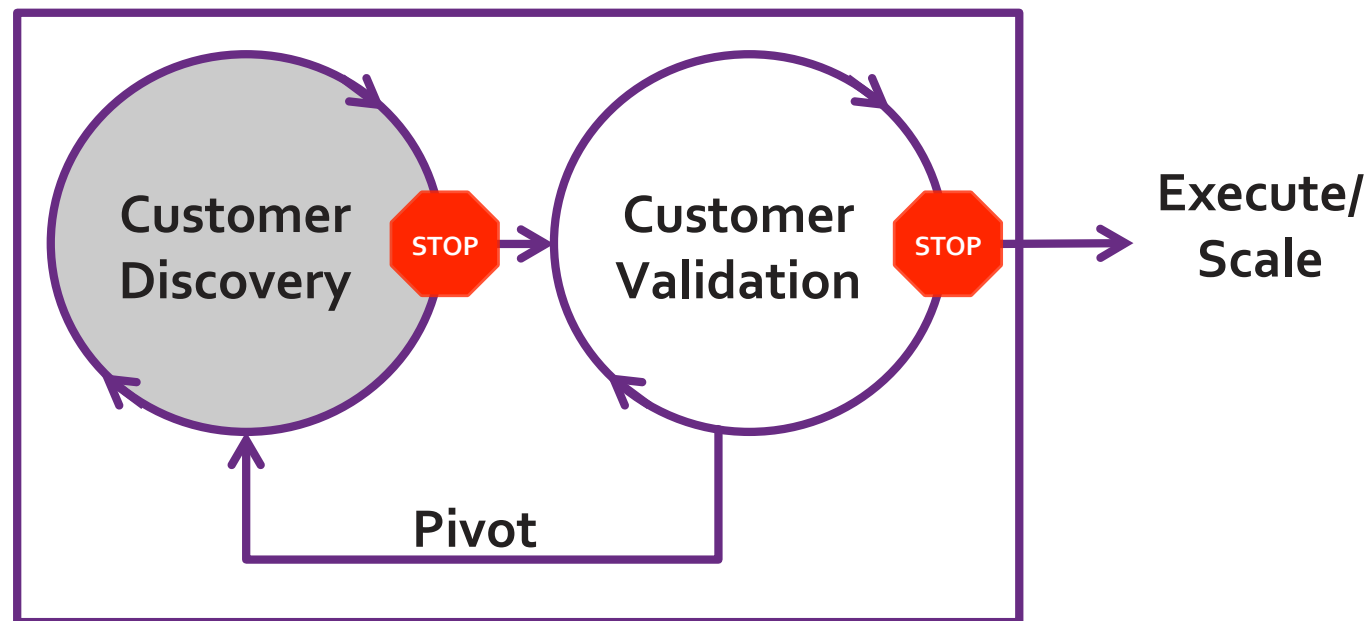 Customer
Discovery
STOP
Customer
Validation
STOP
Execute/
Scale
Pivot